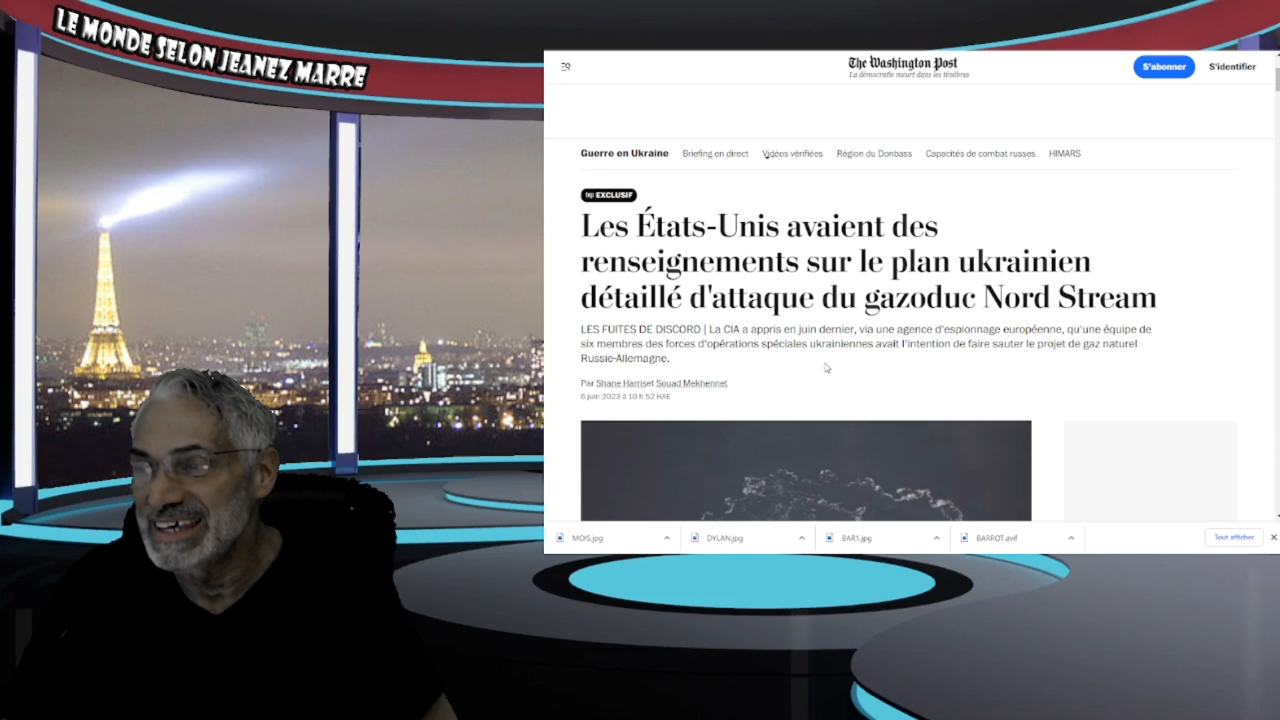 LE MONDE SELON JEANEZ MARRE
The Washington Post
La démocratie meurt dans les ténèbres
S'abonner
S'identifier
Guerre en Ukraine Briefing en direct Vidéos vérifiées Région du Donbass Capacités de combat russes HIMARS
EXCLUSIF
Les États-Unis avaient des
renseignements sur le plan ukrainien
détaillé d'attaque du gazoduc Nord Stream
LES FUITES DE DISCORD | La CIA a appris en juin dernier, via une agence d'espionnage européenne, qu'une équipe de
six membres des forces d'opérations spéciales ukrainiennes avait l'intention de faire sauter le projet de gaz naturel
Russie-Allemagne.
Par Shane Harriset Souad Mekhennet
6 juin 2023 à 10 h 52 HAE
MOIS.jpg DYLAN.jpg BAR1.jpg BARROT.avif Tout afficher